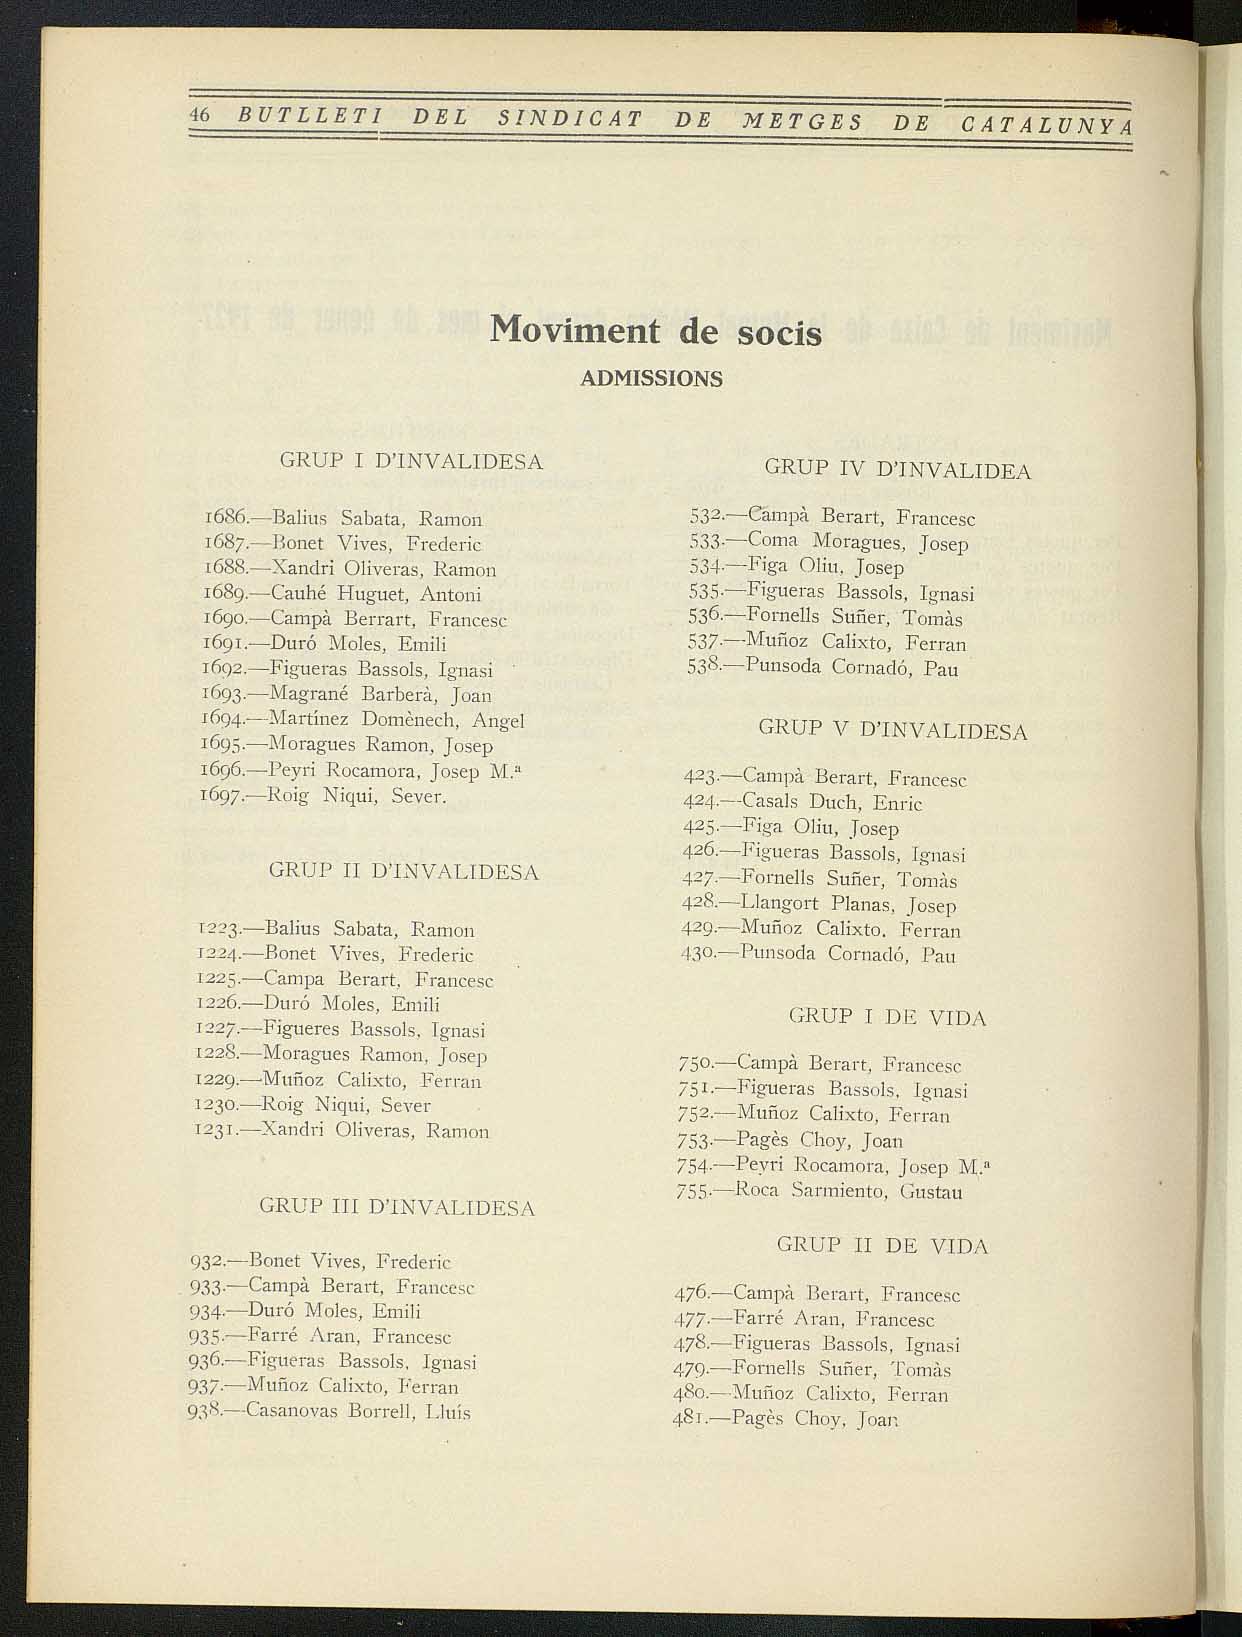 46 BUTLLETI DEL SINDICAT DE METGES DE CATALUNYA
Moviment de socis
ADMISSIONS
GRUP I D'INVALIDESA
1686.—Balius Sabata, Ramon
1687.—Bonet Vives, Frederic
1688.—Xandri Oliveras, Ramon
1689.—Cauhé Huguet, Antoni
1690.—Campà Berrart, Francesc
1691.—Duró Moles, Emili
1692.—Figueras Bassols, Ignasi
1693.—Magrané Barberà, Joan
1694.—Martínez Domènech, Angel
1695.—Moragues Ramon, Josep
1696.—Peyri Rocamora, Josep M.ª
1697.—Roig Niqui, Sever.
GRUP II D'INVALIDESA
1223.—Balius Sabata, Ramon
1224.—Bonet Vives, Frederic
1225.—Campa Berart, Francesc
1226.—Duró Moles, Emili
1227.—Figueres Bassols, Ignasi
1228.—Moragues Ramon, Josep
1229.—Muñoz Calixto, Ferran
1230.—Roig Niqui, Sever
1231.—Xandri Oliveras, Ramon
GRUP III D'INVALIDESA
932.—Bonet Vives, Frederic
933.—Campà Berart, Francesc
934.—Duró Moles, Emili
935.—Farré Aran, Francesc
936.—Figueras Bassols, Ignasi
937.—Muñoz Calixto, Ferran
938.—Casanovas Borrell, Lluís
GRUP IV D'INVALIDEA
532.—Campà Berart, Francesc
533.—Coma Moragues, Josep
534.—Figa Oliu, Josep
535.—Figueras Bassols, Ignasi
536.—Fornells Suñer, Tomàs
537.—Muñoz Calixto, Ferran
538.—Punsoda Cornadó, Pau
GRUP V D'INVALIDESA
423.—Campà Berart, Francesc
424.—Casals Duch, Enric
425.—Figa Oliu, Josep
426.—Figueras Bassols, Ignasi
427.—Fornells Suñer, Tomàs
428.—Llangort Planas, Josep
429.—Muñoz Calixto. Ferran
430.—Punsoda Cornadó, Pau
GRUP I DE VIDA
750.—Campà Berart, Francesc
751.—Figueras Bassols, Ignasi
752.—Muñoz Calixto, Ferran
753.—Pagès Choy, Joan
754.—Peyri Rocamora, Josep M.ª
755.—Roca Sarmiento, Gustau
GRUP II DE VIDA
476.—Campà Berart, Francesc
477.—Farré Aran, Francesc
478.—Figueras Bassols, Ignasi
479.—Fornells Suñer, Tomàs
480.—Muñoz Calixto, Ferran
481.—Pagès Choy, Joan